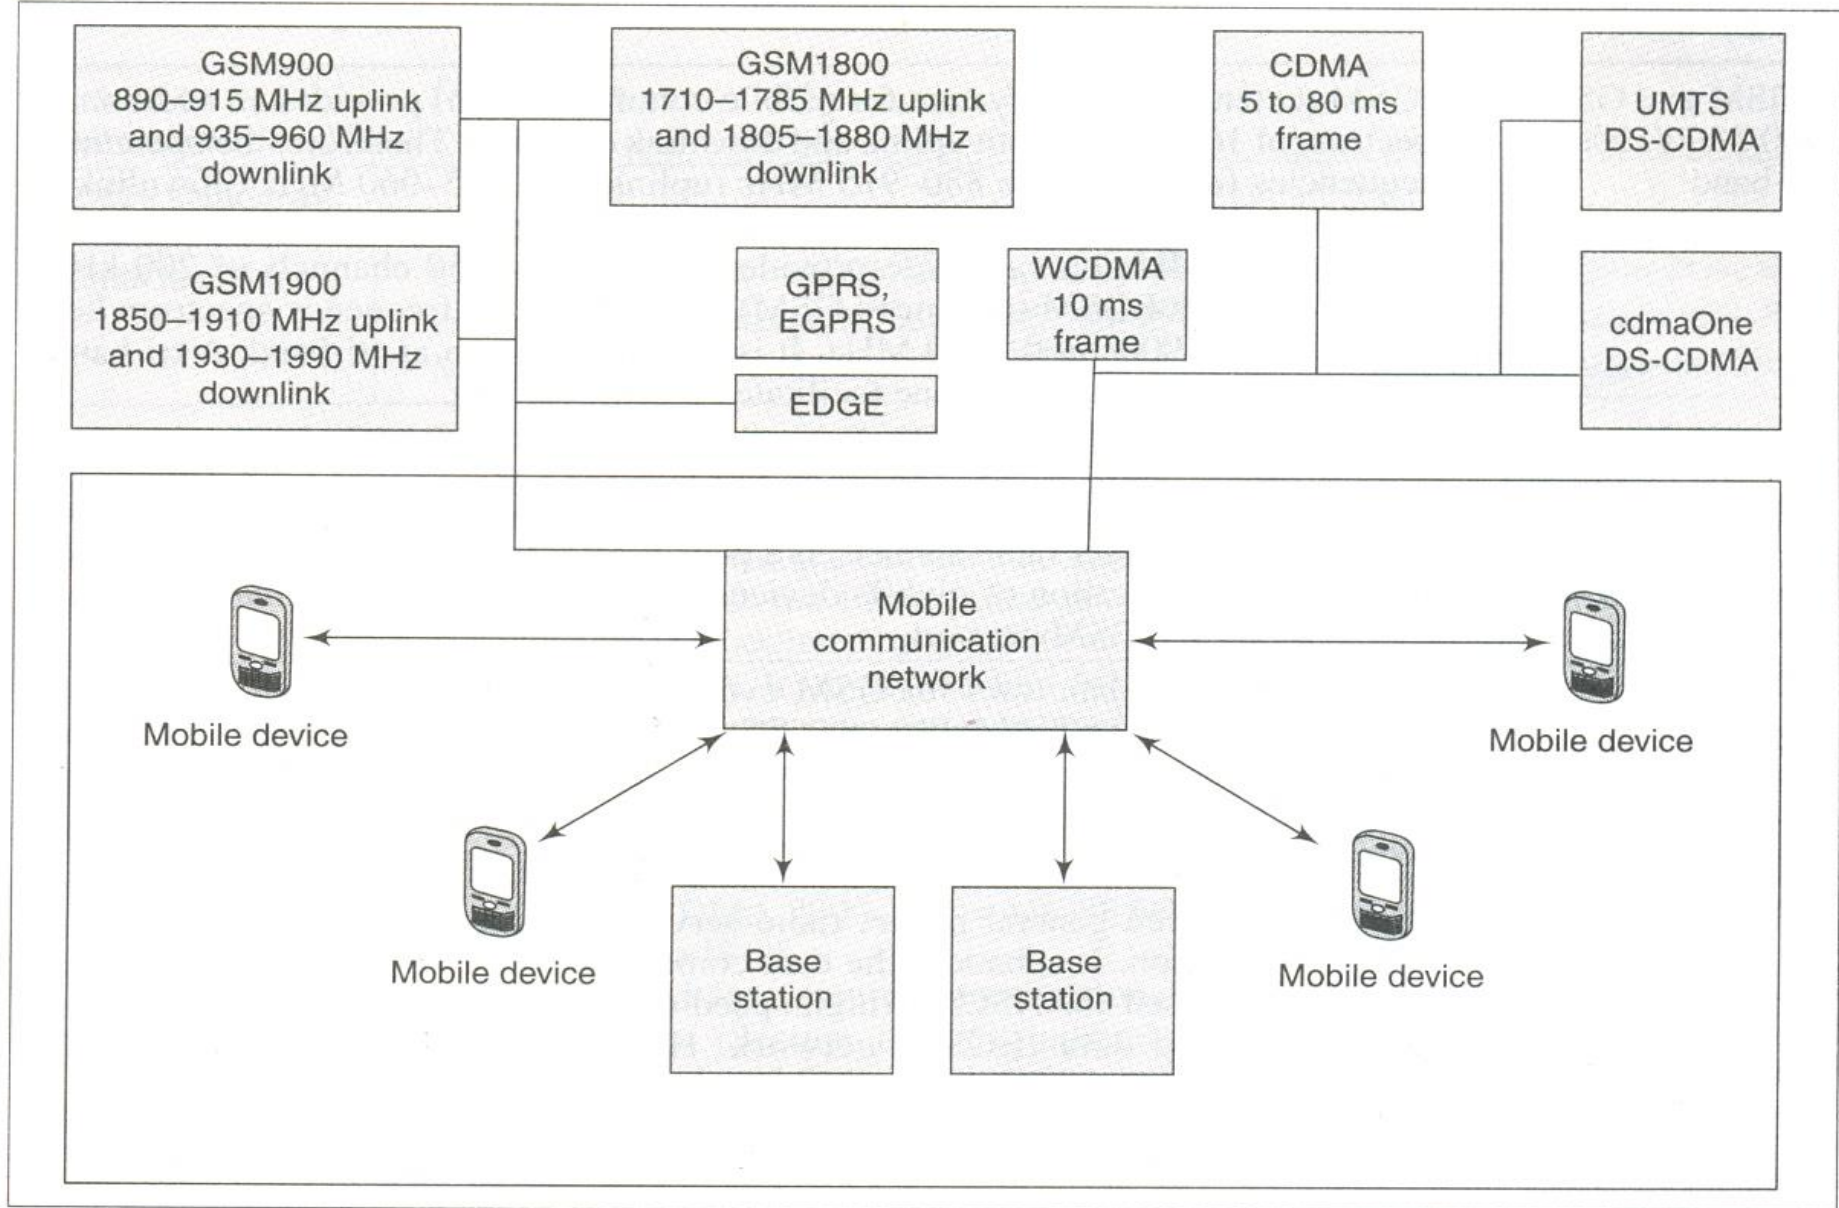 GSM900
890–915 MHz uplink
and 935–960 MHz
downlink
GSM1800
1710–1785 MHz uplink
and 1805–1880 MHz
downlink
CDMA
5 to 80 ms
frame
UMTS
DS-CDMA
GSM1900
1850–1910 MHz uplink
and 1930–1990 MHz
downlink
GPRS,
EGPRS
EDGE
WCDMA
10 ms
frame
cdmaOne
DS-CDMA
Mobile
communication
network
Mobile device
Mobile device
Mobile device
Base
station
Base
station
Mobile device